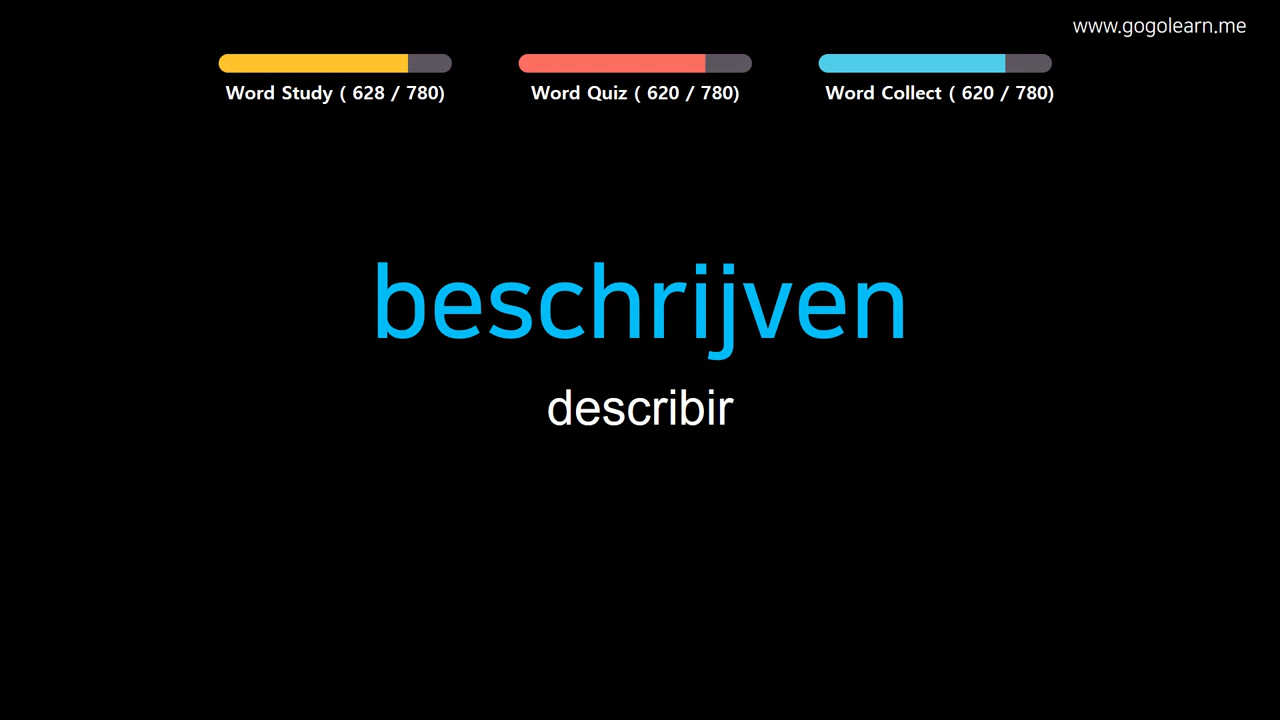 www.gogolearn.me
Word Study ( 628 / 780)
Word Quiz ( 620 / 780)
Word Collect ( 620 / 780)
beschrijven
describir